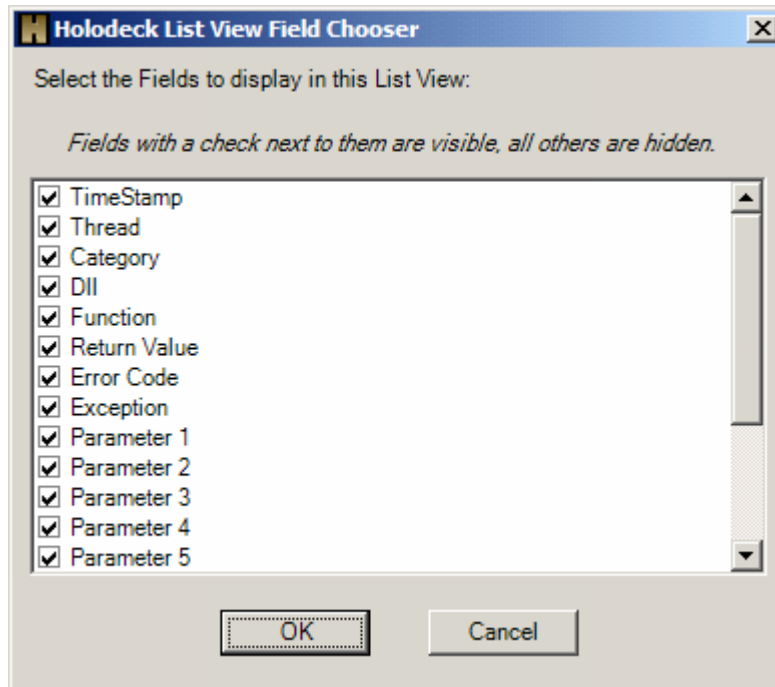 Holodeck List View Field Chooser
Select the Fields to display in this List View:
Fields with a check next to them are visible, all others are hidden.
TimeStamp
Thread
Category
Dll
Function
Return Value
Error Code
Exception
Parameter 1
Parameter 2
Parameter 3
Parameter 4
Parameter 5
OK
Cancel